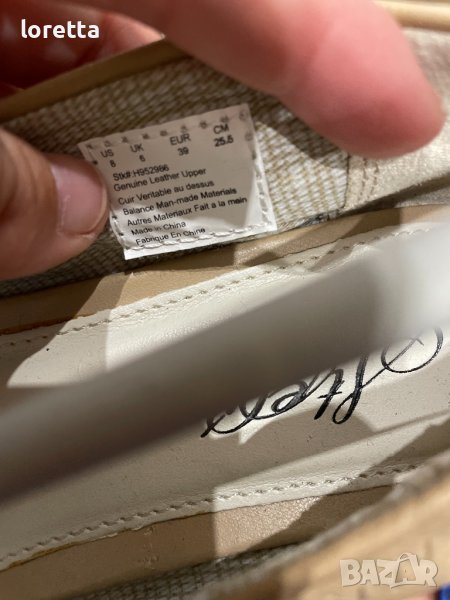 loretta
US UK EUR CM
8 6 39 25.5
Stk#:H952986
Genuine Leather Upper
Cuir Veritable au dessus
Balance Man-made Materials
Autres Materiaux Fait a la main
Made in China
Fabrique En Chine
BAZAR